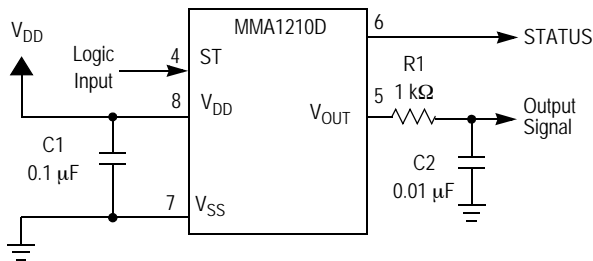 V_DD
Logic
Input
4
ST
MMA1210D
6
STATUS
R1
1 kΩ
8
V_DD
V_OUT
5
Output
Signal
C1
0.1 μF
C2
0.01 μF
7
V_SS